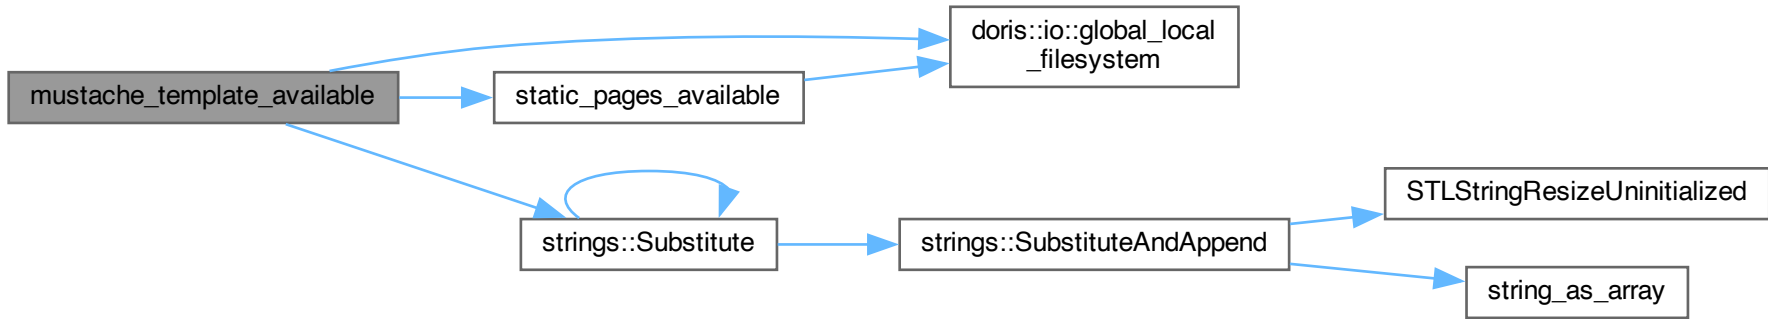 mustache_template_available
static_pages_available
doris::io::global_local
_filesystem
strings::Substitute
strings::SubstituteAndAppend
STLStringResizeUninitialized
string_as_array